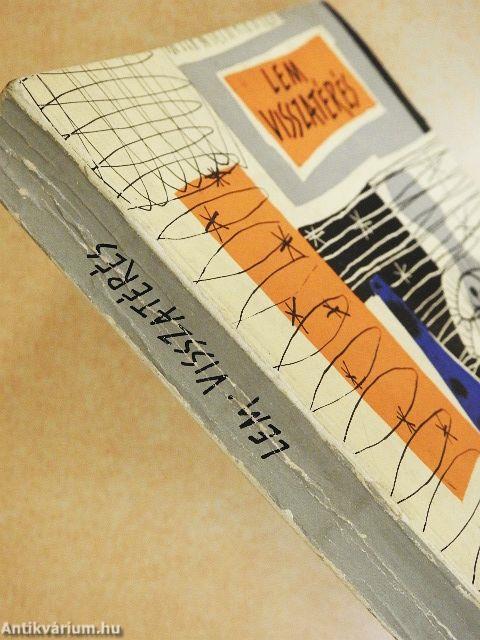 LEM
VISSZATÉRÉS
LEM. VISSZATÉRÉS
Antikvárium.hu